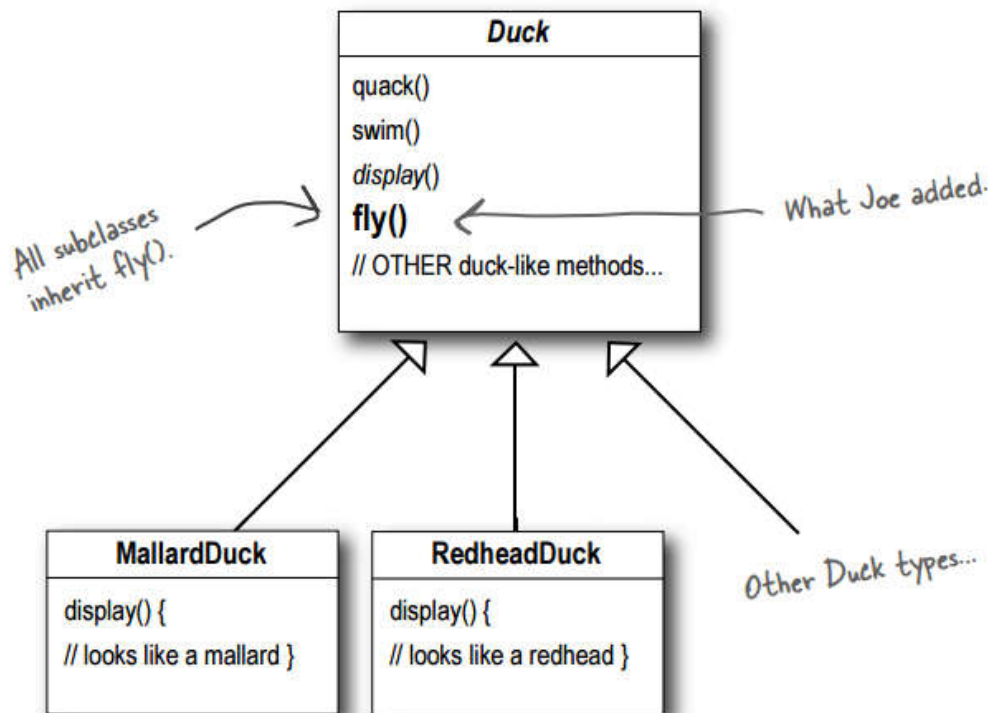 Duck
quack()
swim()
display()
fly()
// OTHER duck-like methods...
All subclasses
inherit fly().
What Joe added.
MallardDuck
display() {
// looks like a mallard }
RedheadDuck
display() {
// looks like a redhead }
Other Duck types...